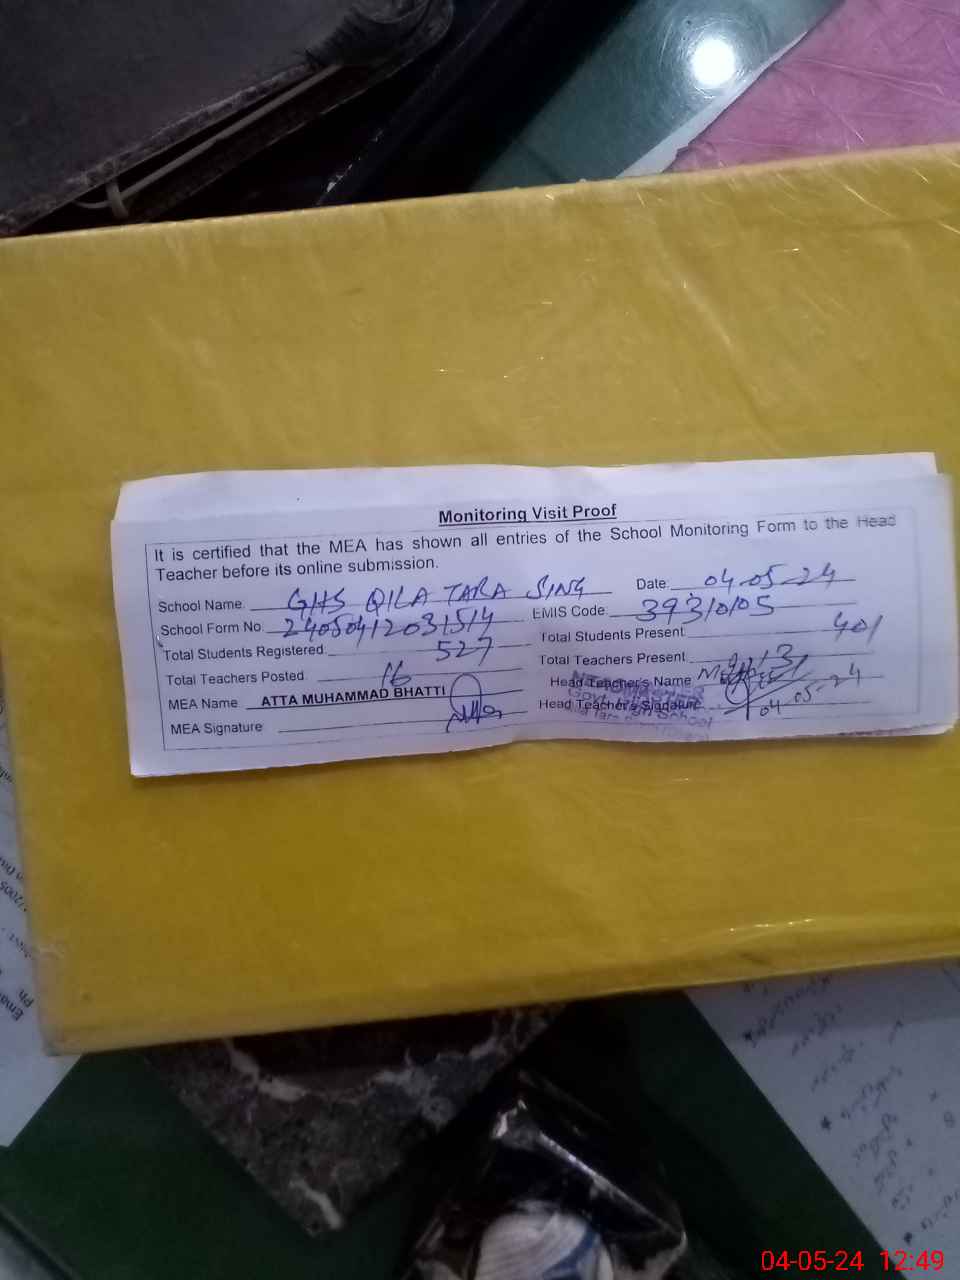 Monitoring Visit Proof
It is certified that the MEA has shown all entries of the School Monitoring Form to the Head
Teacher before its online submission.
School Name: GHS QILA TARA SING Date: 04-05-24
School Form No: 24050412031514 EMIS Code: 39310105
Total Students Registered 527 Total Students Present 401
Total Teachers Posted 16 Total Teachers Present 13
MEA Name ATTA MUHAMMAD BHATTI Head Teacher's Name
MEA Signature Head Teacher's Signature
Govt. High School
04-05-24
04-05-24 12:49